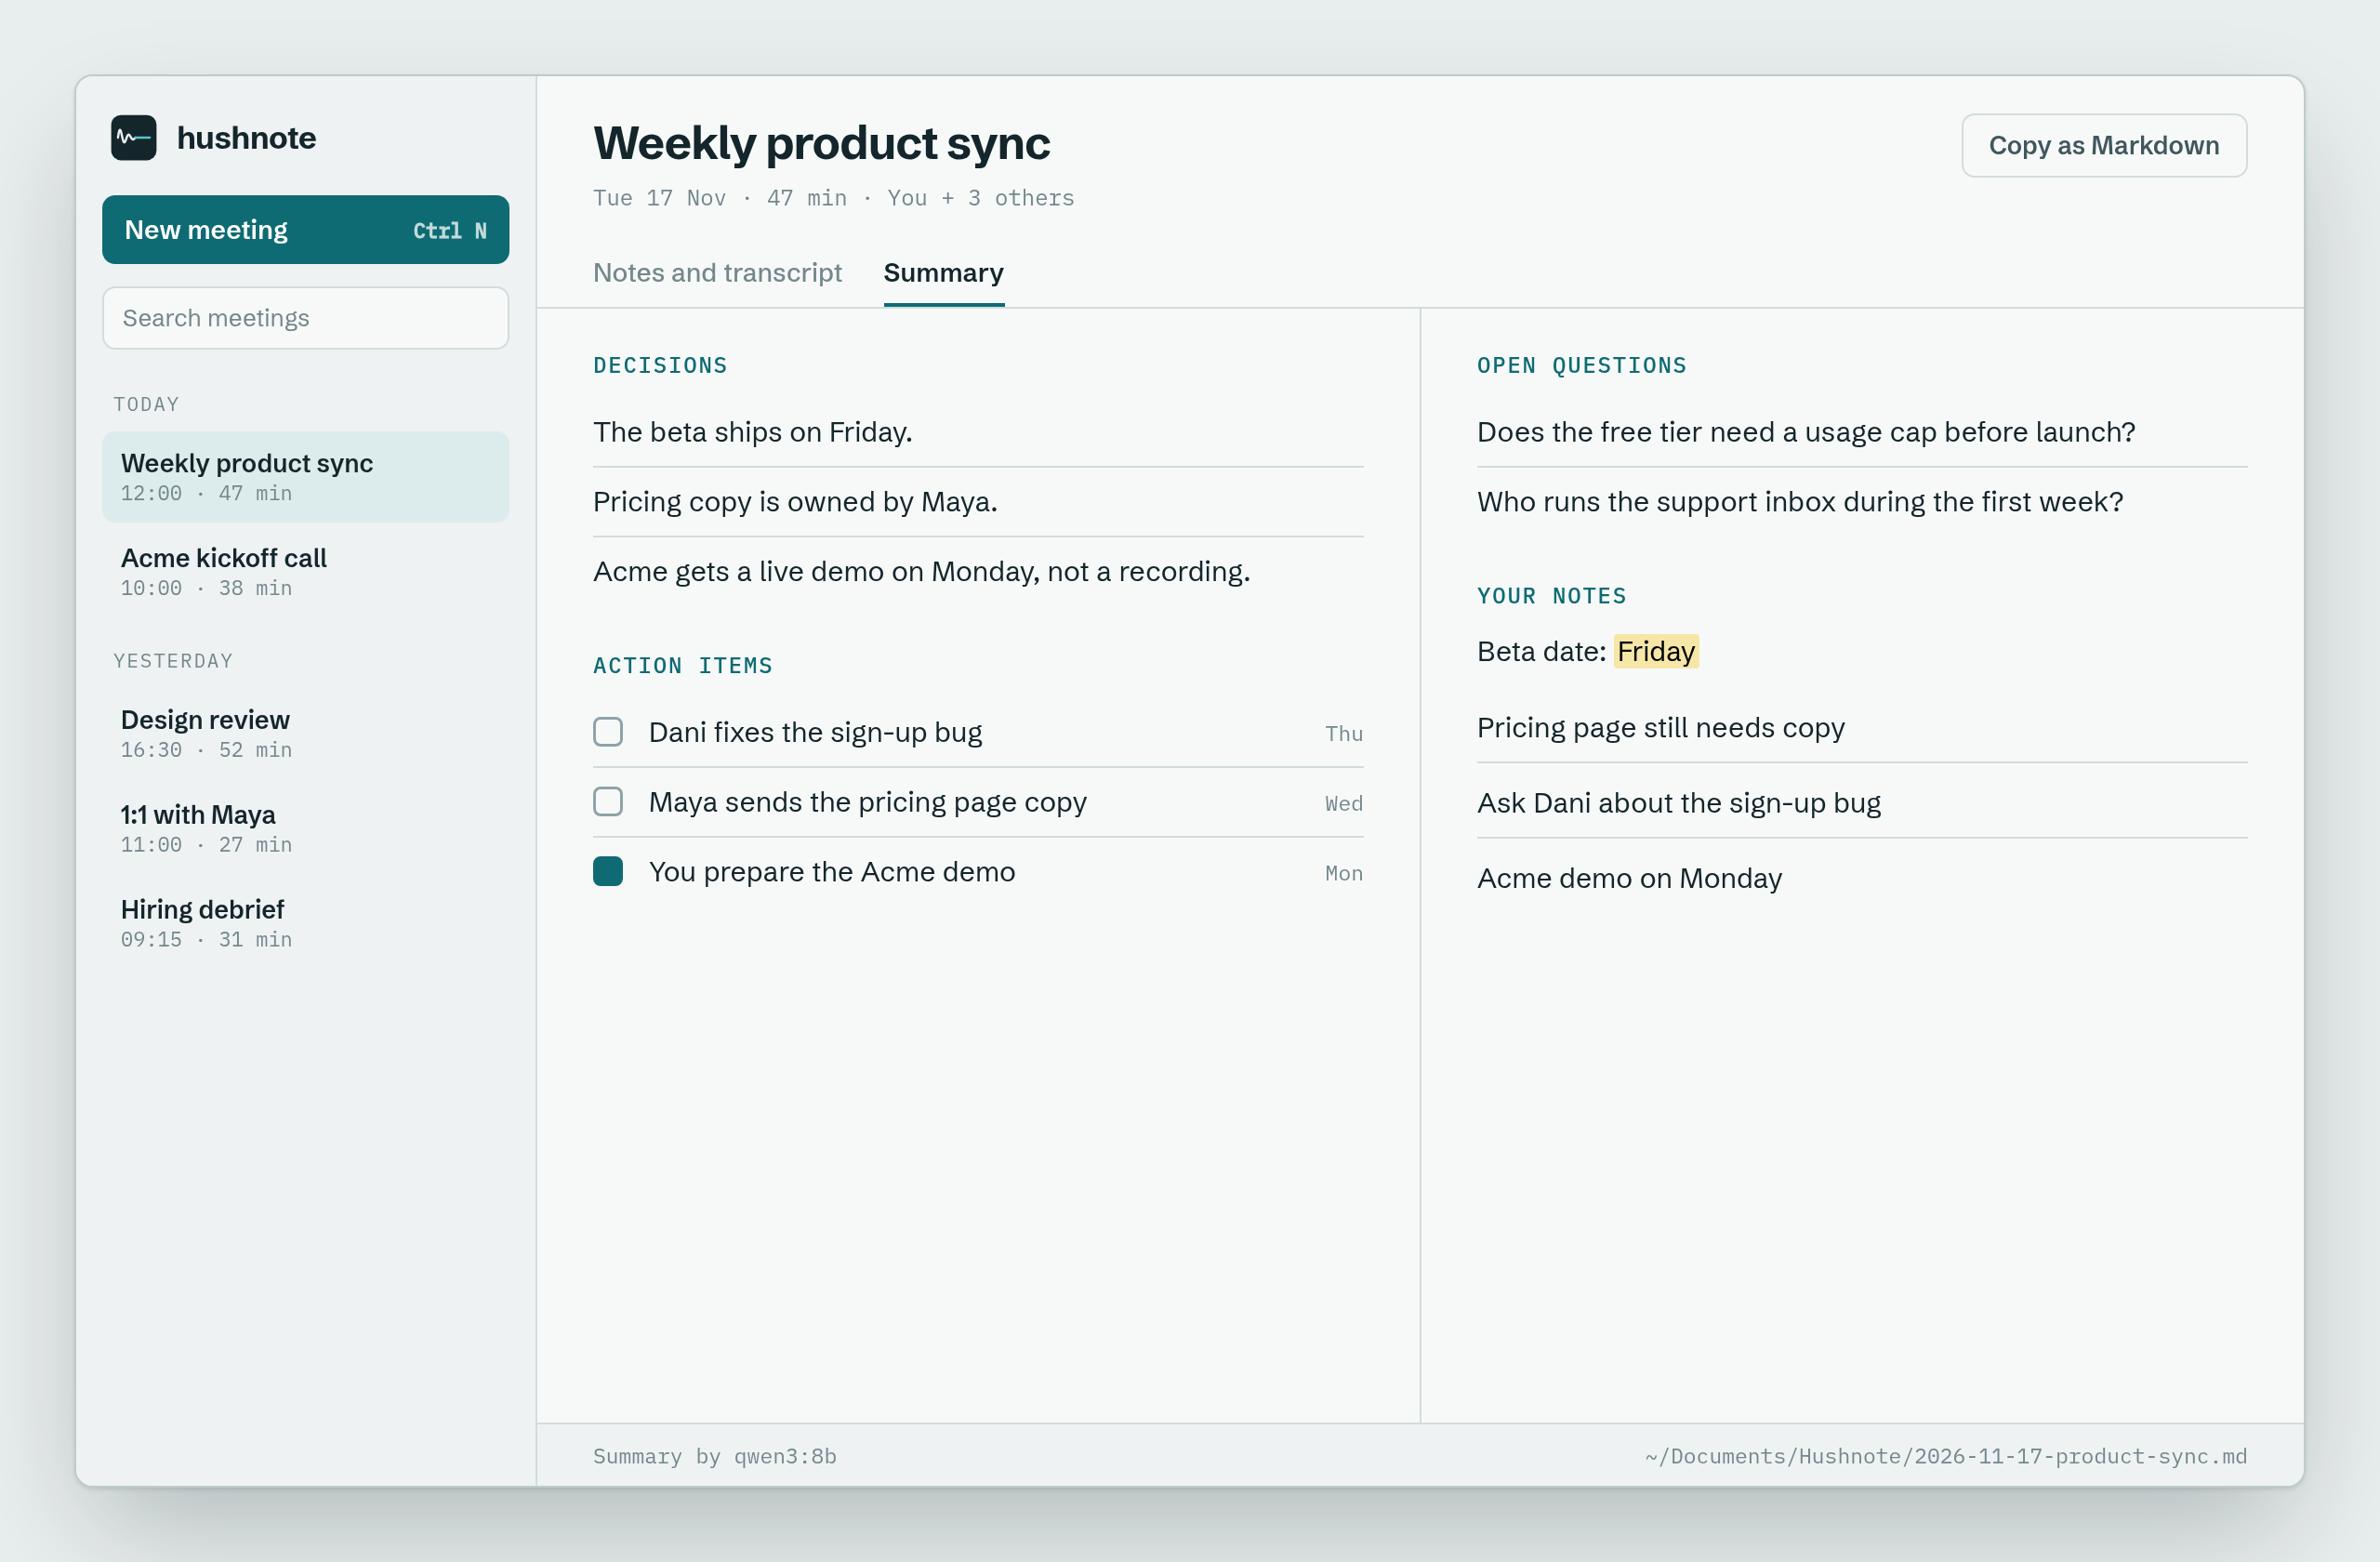 hushnote
New meeting Ctrl N
Search meetings
TODAY
Weekly product sync
12:00 · 47 min
Acme kickoff call
10:00 · 38 min
YESTERDAY
Design review
16:30 · 52 min
1:1 with Maya
11:00 · 27 min
Hiring debrief
09:15 · 31 min
Weekly product sync
Copy as Markdown
Tue 17 Nov · 47 min · You + 3 others
Notes and transcript Summary
DECISIONS
The beta ships on Friday.
Pricing copy is owned by Maya.
Acme gets a live demo on Monday, not a recording.
ACTION ITEMS
Dani fixes the sign-up bug Thu
Maya sends the pricing page copy Wed
You prepare the Acme demo Mon
OPEN QUESTIONS
Does the free tier need a usage cap before launch?
Who runs the support inbox during the first week?
YOUR NOTES
Beta date: Friday
Pricing page still needs copy
Ask Dani about the sign-up bug
Acme demo on Monday
Summary by qwen3:8b
~/Documents/Hushnote/2026-11-17-product-sync.md